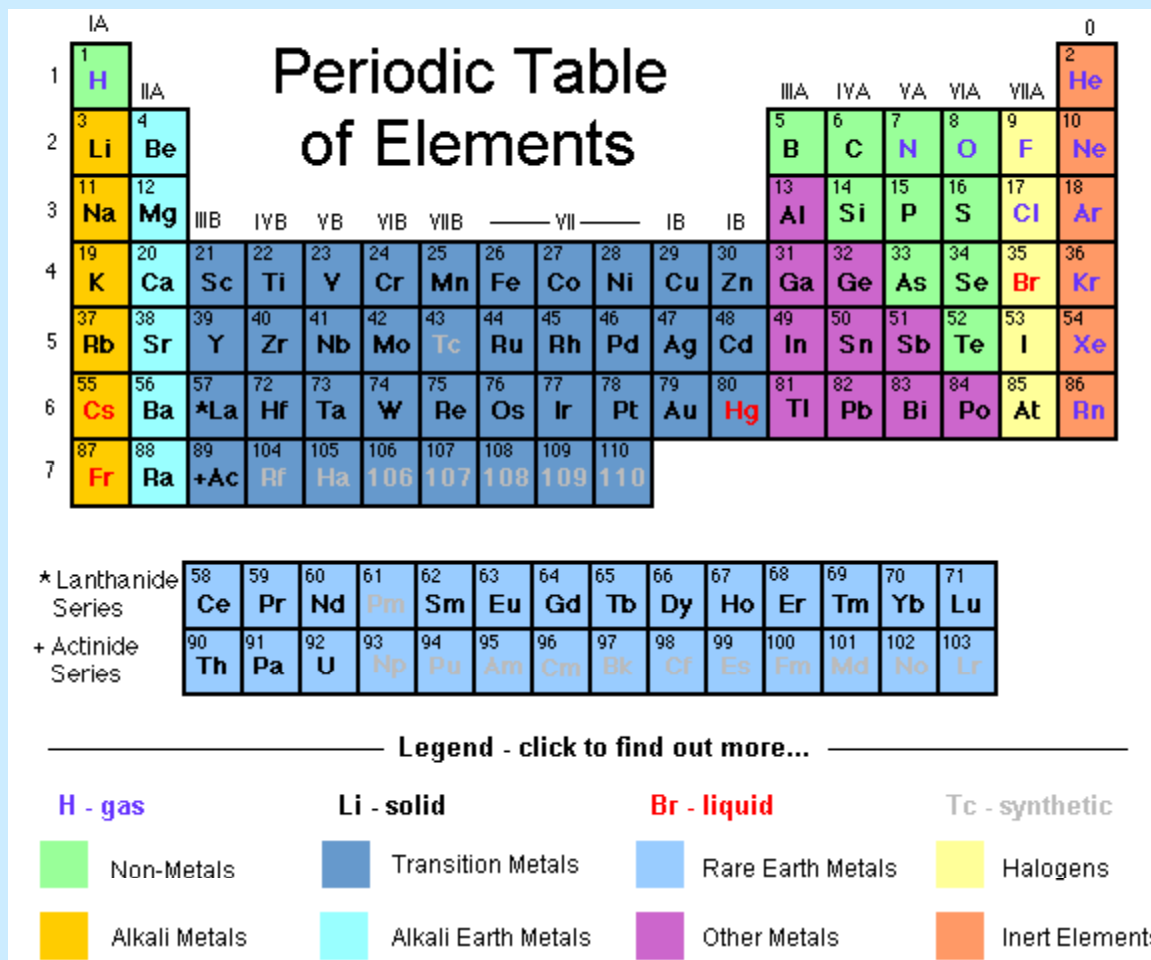 IA 0
1 H 2 He
1
IIA IIIA IVA VA VIA VIIA
Periodic Table
of Elements
2 3 Li 4 Be 5 B 6 C 7 N 8 O 9 F 10 Ne
3 11 Na 12 Mg 13 Al 14 Si 15 P 16 S 17 Cl 18 Ar
IIIB IVB VB VIB VIIB VII IB IB
4 19 K 20 Ca 21 Sc 22 Ti 23 V 24 Cr 25 Mn 26 Fe 27 Co 28 Ni 29 Cu 30 Zn 31 Ga 32 Ge 33 As 34 Se 35 Br 36 Kr
5 37 Rb 38 Sr 39 Y 40 Zr 41 Nb 42 Mo 43 Tc 44 Ru 45 Rh 46 Pd 47 Ag 48 Cd 49 In 50 Sn 51 Sb 52 Te 53 I 54 Xe
6 55 Cs 56 Ba 57 *La 72 Hf 73 Ta 74 W 75 Re 76 Os 77 Ir 78 Pt 79 Au 80 Hg 81 Tl 82 Pb 83 Bi 84 Po 85 At 86 Rn
7 87 Fr 88 Ra 89 +Ac 104 Rf 105 Ha 106 106 107 107 108 108 109 109 110 110
* Lanthanide
Series
58 Ce 59 Pr 60 Nd 61 Pm 62 Sm 63 Eu 64 Gd 65 Tb 66 Dy 67 Ho 68 Er 69 Tm 70 Yb 71 Lu
+ Actinide
Series
90 Th 91 Pa 92 U 93 Np 94 Pu 95 Am 96 Cm 97 Bk 98 Cf 99 Es 100 Fm 101 Md 102 No 103 Lr
Legend - click to find out more...
H - gas Li - solid Br - liquid Tc - synthetic
Non-Metals Transition Metals Rare Earth Metals Halogens
Alkali Metals Alkali Earth Metals Other Metals Inert Elements